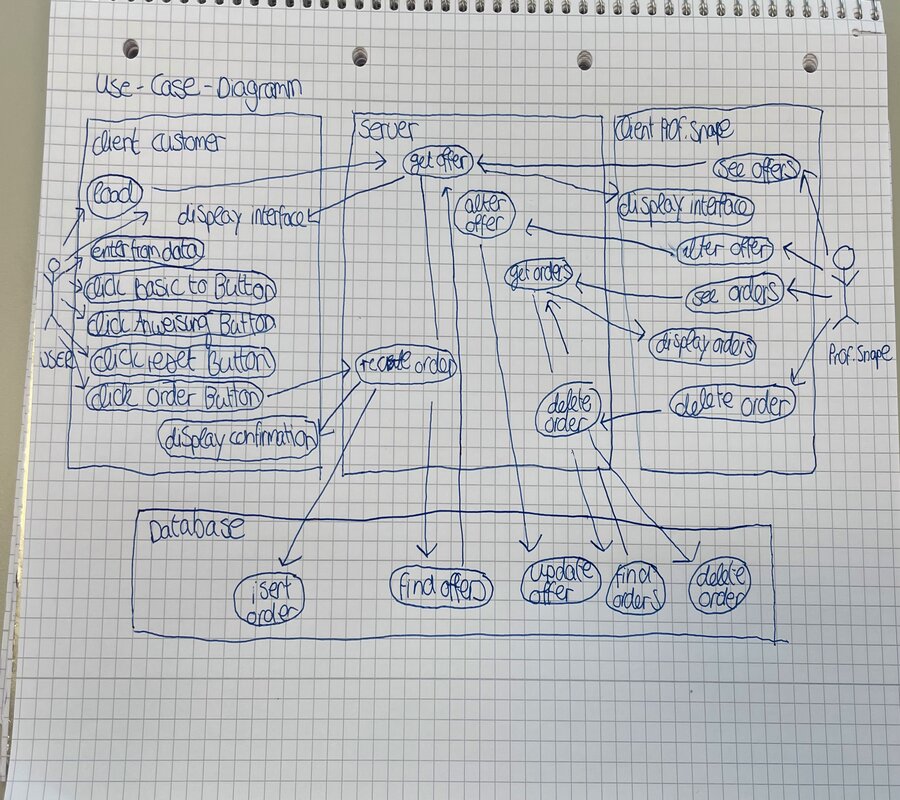 Use-Case-Diagramm
client customer
load
display interface
enter from data
click basic to Button
click Anweisung Button
click reset Button
click order Button
display confirmation
USER
Server
get offer
alter
offer
get orders
order
delete
order
Client Prof. Snape
see offers
display interface
alter offer
see orders
display orders
delete order
Prof. Snape
Database
isert
order
find offers
update
offer
find
orders
delete
order